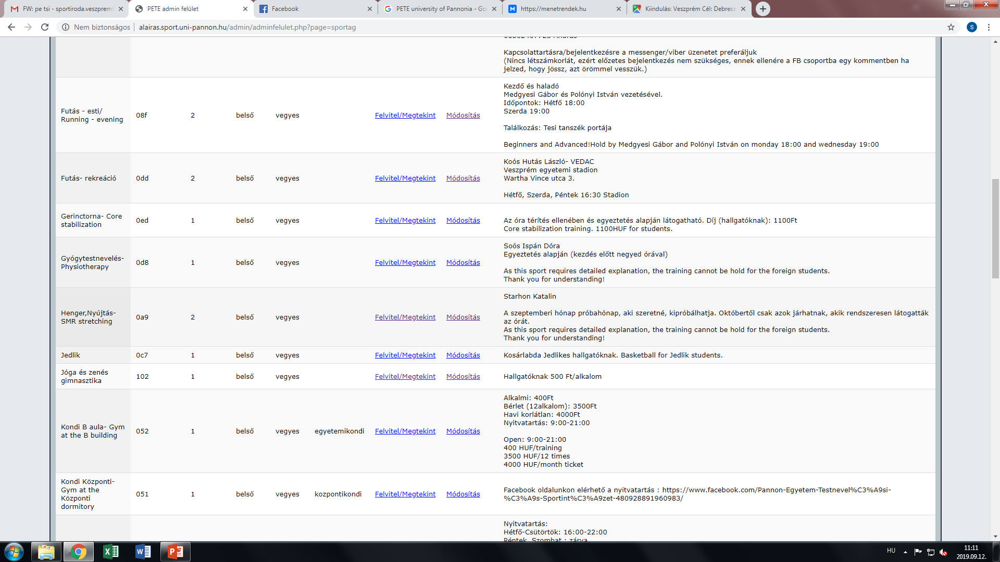 FW: pe tsi - sportiroda.veszprem
PETE admin felület
Facebook
PETE university of Pannonia - Go
https://menetrendek.hu
Kiindulás: Veszprém Cél: Debrece
Nem biztonságos
alairas.sport.uni-pannon.hu/admin/adminfelulet.php?page=sportag
S
Kapcsolattartásra/bejelentkezésre a messenger/viber üzenetet preferáljuk
(Nincs létszámkorlát, ezért előzetes bejelentkezés nem szükséges, ennek ellenére a FB csoportba egy kommentben ha
jelzed, hogy jössz, azt örömmel vesszük.)
Futás - esti/
Running - evening
08f
2
belső
vegyes
Felvitel/Megtekint
Módosítás
Kezdő és haladó
Medgyesi Gábor és Polónyi István vezetésével.
Időpontok: Hétfő 18:00
Szerda 19:00
Találkozás: Tesi tanszék portája
Beginners and Advanced!Hold by Medgyesi Gábor and Polónyi István on monday 18:00 and wednesday 19:00
Futás- rekreáció
0dd
2
belső
vegyes
Felvitel/Megtekint
Módosítás
Koós Hutás László- VEDAC
Veszprém egyetemi stadion
Wartha Vince utca 3.
Hétfő, Szerda, Péntek 16:30 Stadion
Gerinctorna- Core
stabilization
0ed
1
belső
vegyes
Felvitel/Megtekint
Módosítás
Az óra térítés ellenében és egyeztetés alapján látogatható. Díj (hallgatóknak): 1100Ft
Core stabilization training. 1100HUF for students.
Gyógytestnevelés-
Physiotherapy
0d8
1
belső
vegyes
Felvitel/Megtekint
Módosítás
Soós Ispán Dóra
Egyeztetés alapján (kezdés előtt negyed órával)
As this sport requires detailed explanation, the training cannot be hold for the foreign students.
Thank you for understanding!
Henger,Nyújtás-
SMR stretching
0a9
2
belső
vegyes
Felvitel/Megtekint
Módosítás
Starhon Katalin
A szeptemberi hónap próbahónap, aki szeretné, kipróbálhatja. Októbertől csak azok járhatnak, akik rendszeresen látogatták
az órát.
As this sport requires detailed explanation, the training cannot be hold for the foreign students.
Thank you for understanding!
Jedlik
0c7
1
belső
vegyes
Felvitel/Megtekint
Módosítás
Kosárlabda Jedlikes hallgatóknak. Basketball for Jedlik students.
Jóga és zenés
gimnasztika
102
1
belső
vegyes
Felvitel/Megtekint
Módosítás
Hallgatóknak 500 Ft/alkalom
Kondi B aula- Gym
at the B building
052
1
belső
vegyes
egyetemikondi
Felvitel/Megtekint
Módosítás
Alkalmi: 400Ft
Bérlet (12alkalom): 3500Ft
Havi korlátlan: 4000Ft
Nyitvatartás: 9:00-21:00
Open: 9:00-21:00
400 HUF/training
3500 HUF/12 times
4000 HUF/month ticket
Kondi Központi-
Gym at the
Központi
dormitory
051
1
belső
vegyes
kozpontikondi
Felvitel/Megtekint
Módosítás
Facebook oldalunkon elérhető a nyitvatartás : https://www.facebook.com/Pannon-Egyetem-Testnevel%C3%A9si-
%C3%A9s-Sportint%C3%A9zet-480928891960983/
Nyitvatartás:
Hétfő-Csütörtök: 16:00-22:00
Péntek, Szombat : zárva
HU
11:11
2019.09.12.